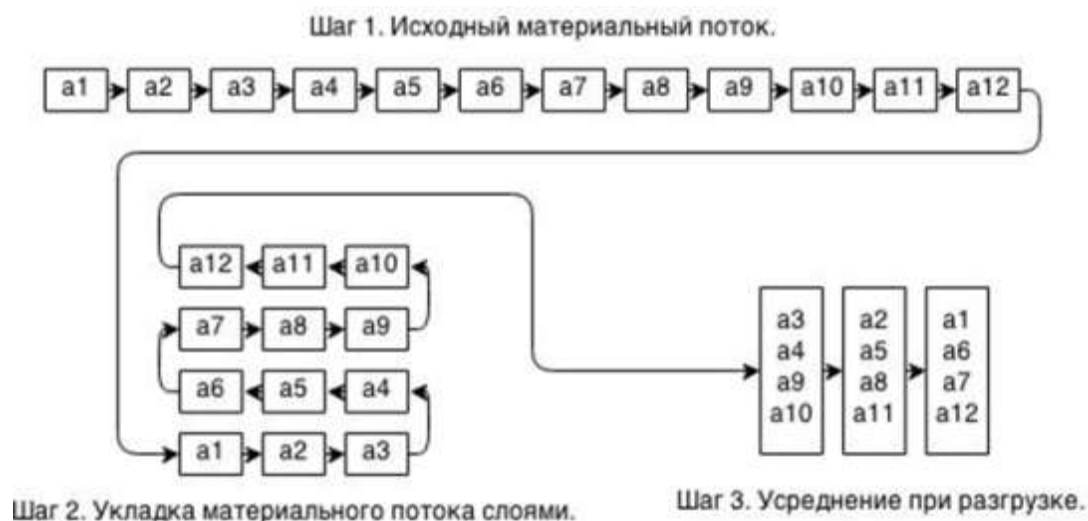 Шаг 1. Исходный материальный поток.
a1 a2 a3 a4 a5 a6 a7 a8 a9 a10 a11 a12
a12 a11 a10
a7 a8 a9
a6 a5 a4
a1 a2 a3
a3 a2 a1
a4 a5 a6
a9 a8 a7
a10 a11 a12
Шаг 2. Укладка материального потока слоями.
Шаг 3. Усреднение при разгрузке.